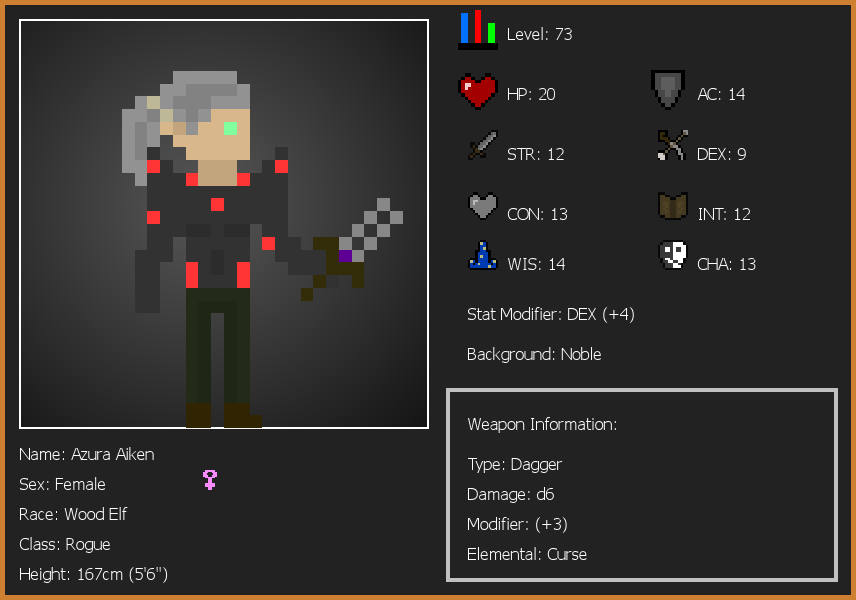 Level: 73
HP: 20
AC: 14
STR: 12
DEX: 9
CON: 13
INT: 12
WIS: 14
CHA: 13
Stat Modifier: DEX (+4)
Background: Noble
Weapon Information:
Type: Dagger
Damage: d6
Modifier: (+3)
Elemental: Curse
Name: Azura Aiken
Sex: Female
Race: Wood Elf
Class: Rogue
Height: 167cm (5'6")